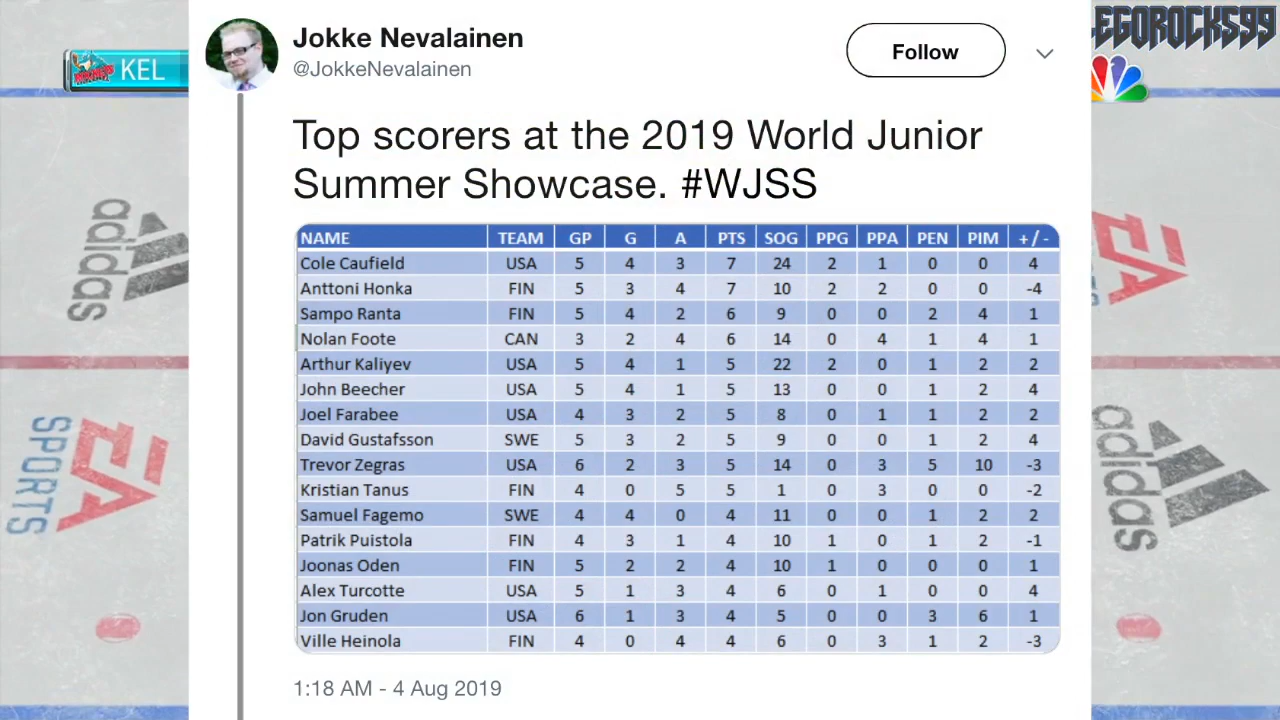 EGOROCKS99
KEL
Jokke Nevalainen
@JokkeNevalainen
Follow
Top scorers at the 2019 World Junior
Summer Showcase. #WJSS
NAME TEAM GP G A PTS SOG PPG PPA PEN PIM +/-
Cole Caufield USA 5 4 3 7 24 2 1 0 0 4
Anttoni Honka FIN 5 3 4 7 10 2 2 0 0 -4
Sampo Ranta FIN 5 4 2 6 9 0 0 2 4 1
Nolan Foote CAN 3 2 4 6 14 0 4 1 4 1
Arthur Kaliyev USA 5 4 1 5 22 2 0 1 2 2
John Beecher USA 5 4 1 5 13 0 0 1 2 4
Joel Farabee USA 4 3 2 5 8 0 1 1 2 2
David Gustafsson SWE 5 3 2 5 9 0 0 1 2 4
Trevor Zegras USA 6 2 3 5 14 0 3 5 10 -3
Kristian Tanus FIN 4 0 5 5 1 0 3 0 0 -2
Samuel Fagemo SWE 4 4 0 4 11 0 0 1 2 2
Patrik Puistola FIN 4 3 1 4 10 1 0 1 2 -1
Joonas Oden FIN 5 2 2 4 10 1 0 0 0 1
Alex Turcotte USA 5 1 3 4 6 0 1 0 0 4
Jon Gruden USA 6 1 3 4 5 0 0 3 6 1
Ville Heinola FIN 4 0 4 4 6 0 3 1 2 -3
1:18 AM - 4 Aug 2019
adidas
EA
SPORTS
EA
adidas